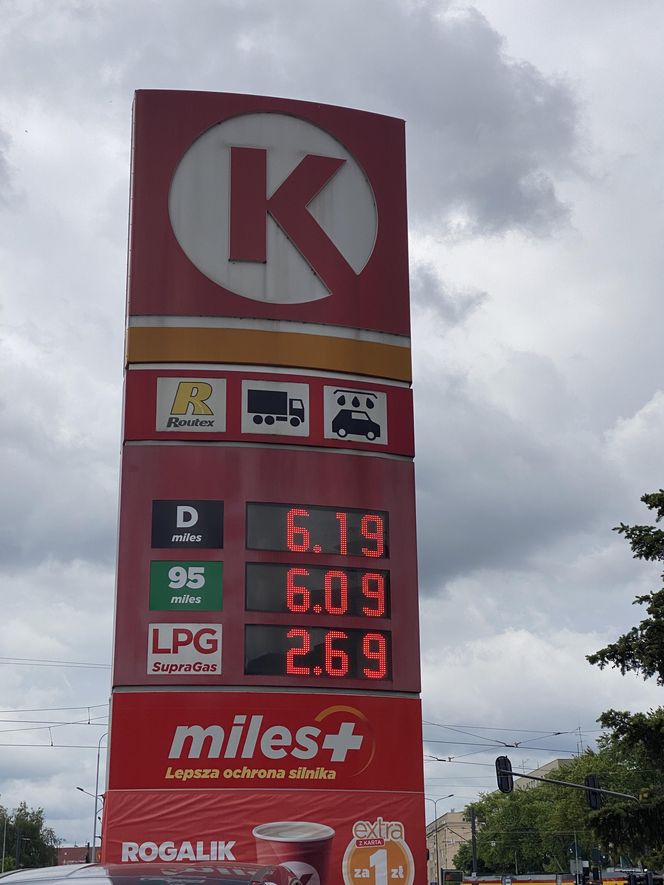 K
R
Routex
D
miles
6.19
95
miles
6.09
LPG
SupraGas
2.69
miles+
Lepsza ochrona silnika
ROGALIK
extra
Z KARTĄ
za 1 zł